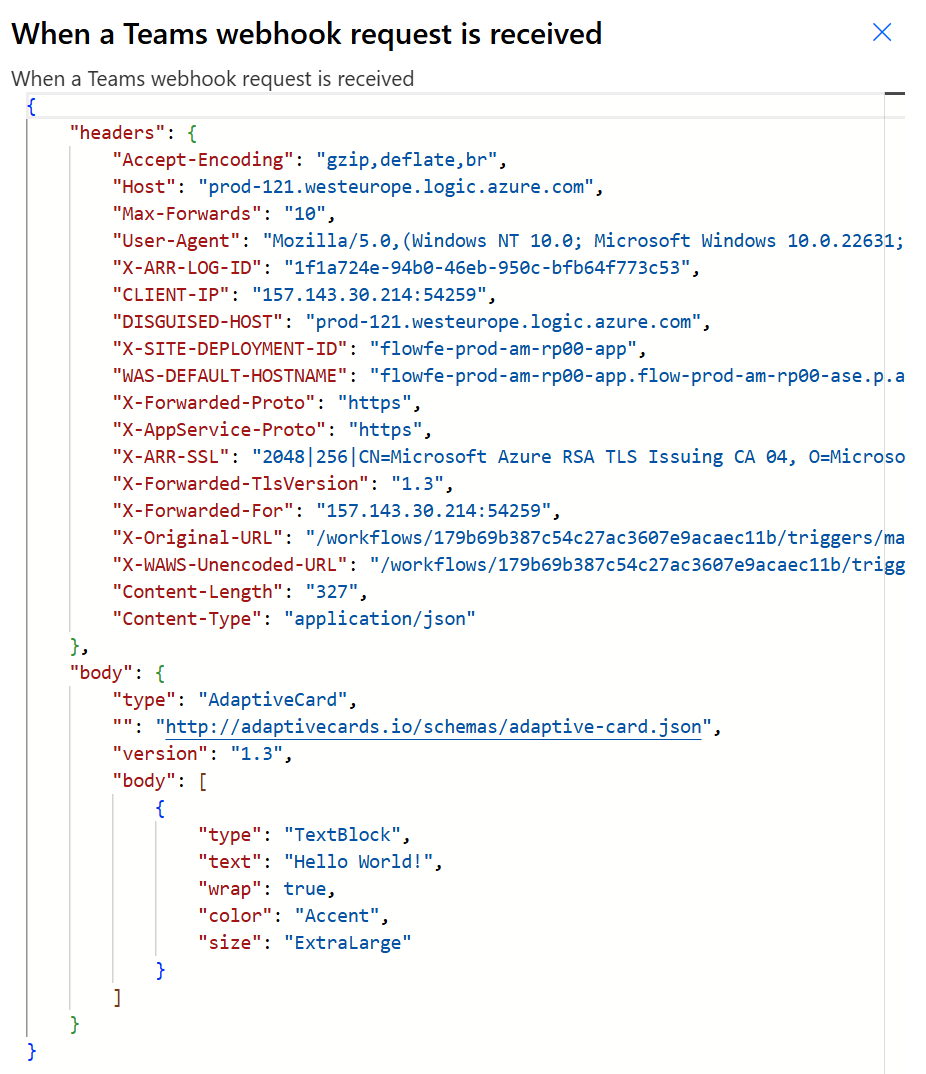 When a Teams webhook request is received
When a Teams webhook request is received
{
"headers": {
"Accept-Encoding": "gzip,deflate,br",
"Host": "prod-121.westeurope.logic.azure.com",
"Max-Forwards": "10",
"User-Agent": "Mozilla/5.0,(Windows NT 10.0; Microsoft Windows 10.0.22631;
"X-ARR-LOG-ID": "1f1a724e-94b0-46eb-950c-bfb64f773c53",
"CLIENT-IP": "157.143.30.214:54259",
"DISGUISED-HOST": "prod-121.westeurope.logic.azure.com",
"X-SITE-DEPLOYMENT-ID": "flowfe-prod-am-rp00-app",
"WAS-DEFAULT-HOSTNAME": "flowfe-prod-am-rp00-app.flow-prod-am-rp00-ase.p.a
"X-Forwarded-Proto": "https",
"X-AppService-Proto": "https",
"X-ARR-SSL": "2048|256|CN=Microsoft Azure RSA TLS Issuing CA 04, O=Microso
"X-Forwarded-TlsVersion": "1.3",
"X-Forwarded-For": "157.143.30.214:54259",
"X-Original-URL": "/workflows/179b69b387c54c27ac3607e9acaec11b/triggers/ma
"X-WAWS-Unencoded-URL": "/workflows/179b69b387c54c27ac3607e9acaec11b/trigg
"Content-Length": "327",
"Content-Type": "application/json"
},
"body": {
"type": "AdaptiveCard",
"": "http://adaptivecards.io/schemas/adaptive-card.json",
"version": "1.3",
"body": [
{
"type": "TextBlock",
"text": "Hello World!",
"wrap": true,
"color": "Accent",
"size": "ExtraLarge"
}
]
}
}